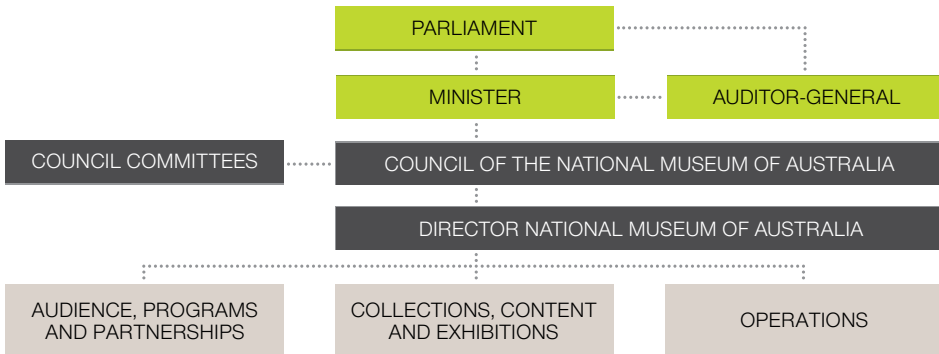 PARLIAMENT
MINISTER
AUDITOR-GENERAL
COUNCIL COMMITTEES
COUNCIL OF THE NATIONAL MUSEUM OF AUSTRALIA
DIRECTOR NATIONAL MUSEUM OF AUSTRALIA
AUDIENCE, PROGRAMS
AND PARTNERSHIPS
COLLECTIONS, CONTENT
AND EXHIBITIONS
OPERATIONS